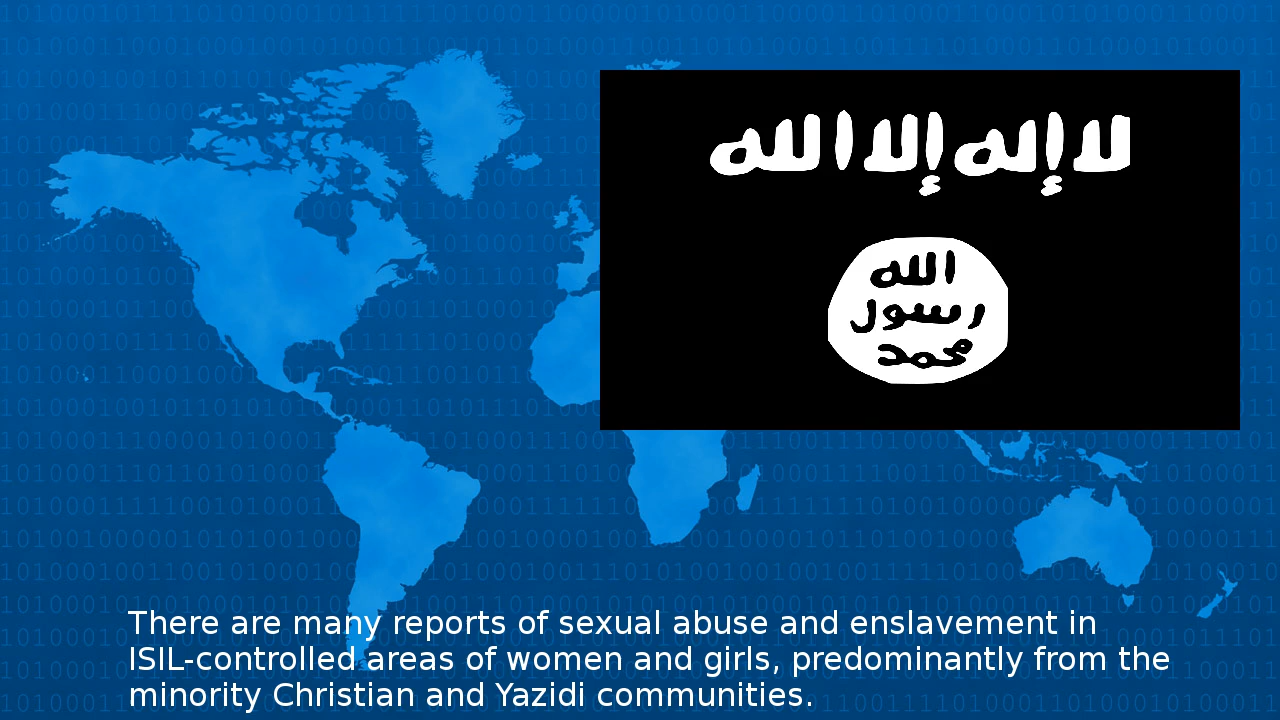 لا إله إلا الله
الله
رسول
محمد
There are many reports of sexual abuse and enslavement in
ISIL-controlled areas of women and girls, predominantly from the
minority Christian and Yazidi communities.